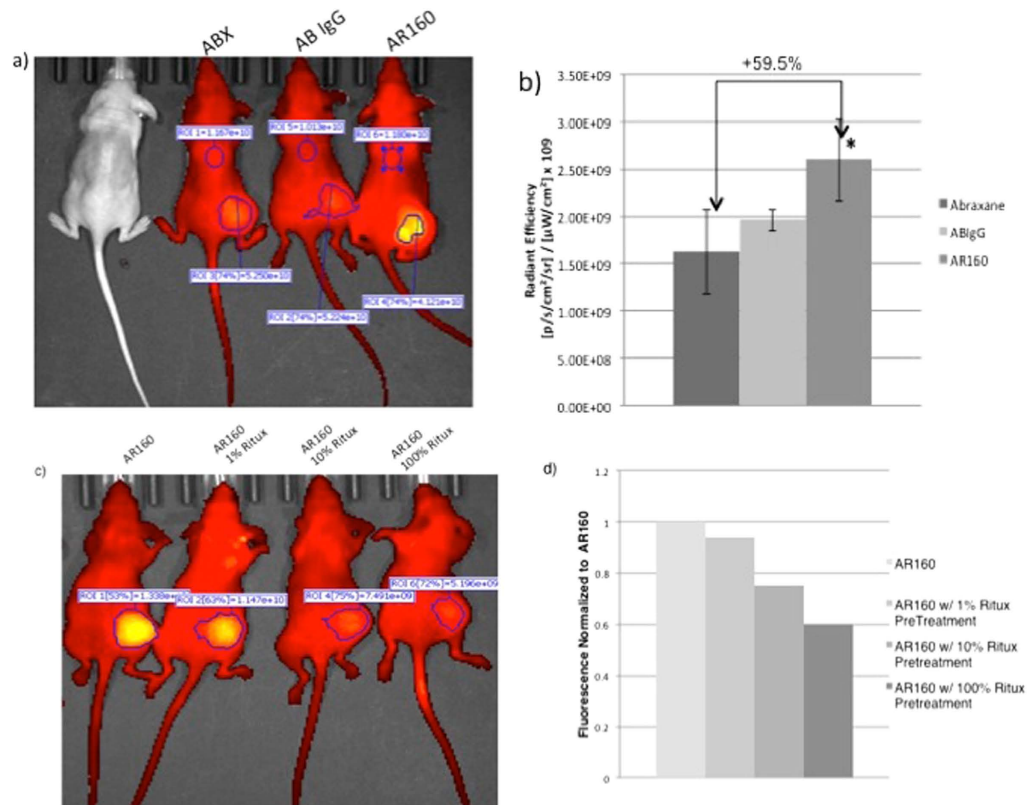 a)
ABX
AB IgG
AR160
ROI 1=1.167e+10
ROI 5=1.013e+10
ROI 6=1.180e+10
ROI 2[74%]=5.224e+10
ROI 4[74%]=4.121e+10
b)
+59.5%
3.50E+09
3.00E+09
2.50E+09
2.00E+09
1.50E+09
1.00E+09
5.00E+08
0.00E+00
Radiant Efficiency
[p/s/cm²/sr] / [µW/cm²] x 109
*
Abraxane
ABIgG
AR160
c)
AR160
AR160
1% Ritux
AR160
10% Ritux
AR160
100% Ritux
ROI 2[63%]=1.147e+10
ROI 4[75%]=7.491e+09
ROI 6[72%]=5.196e+09
d)
1.2
1
0.8
0.6
0.4
0.2
0
Fluorescence Normalized to AR160
AR160
AR160 w/ 1% Ritux
PreTreatment
AR160 w/ 10% Ritux
Pretreatment
AR160 w/ 100% Ritux
Pretreatment